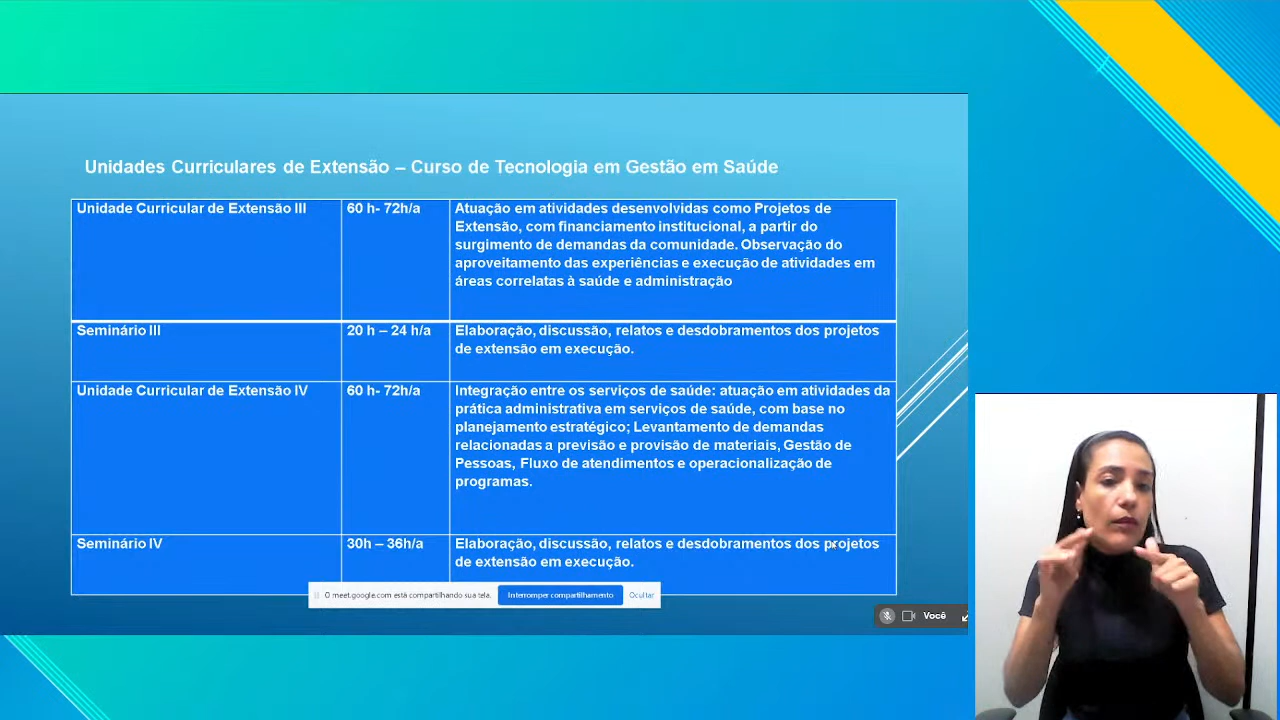 Unidades Curriculares de Extensão – Curso de Tecnologia em Gestão em Saúde
Unidade Curricular de Extensão III
60 h- 72h/a
Atuação em atividades desenvolvidas como Projetos de
Extensão, com financiamento institucional, a partir do
surgimento de demandas da comunidade. Observação do
aproveitamento das experiências e execução de atividades em
áreas correlatas à saúde e administração
Seminário III
20 h – 24 h/a
Elaboração, discussão, relatos e desdobramentos dos projetos
de extensão em execução.
Unidade Curricular de Extensão IV
60 h- 72h/a
Integração entre os serviços de saúde: atuação em atividades da
prática administrativa em serviços de saúde, com base no
planejamento estratégico; Levantamento de demandas
relacionadas a previsão e provisão de materiais, Gestão de
Pessoas, Fluxo de atendimentos e operacionalização de
programas.
Seminário IV
30h – 36h/a
Elaboração, discussão, relatos e desdobramentos dos projetos
de extensão em execução.
O meet.google.com está compartilhando sua tela.
Interromper compartilhamento
Ocultar
Você